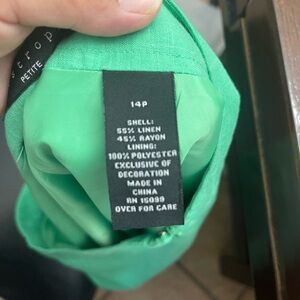 PETITE
14P
SHELL:
55% LINEN
45% RAYON
LINING:
100% POLYESTER
EXCLUSIVE OF
DECORATION
MADE IN
CHINA
RN 15099
OVER FOR CARE